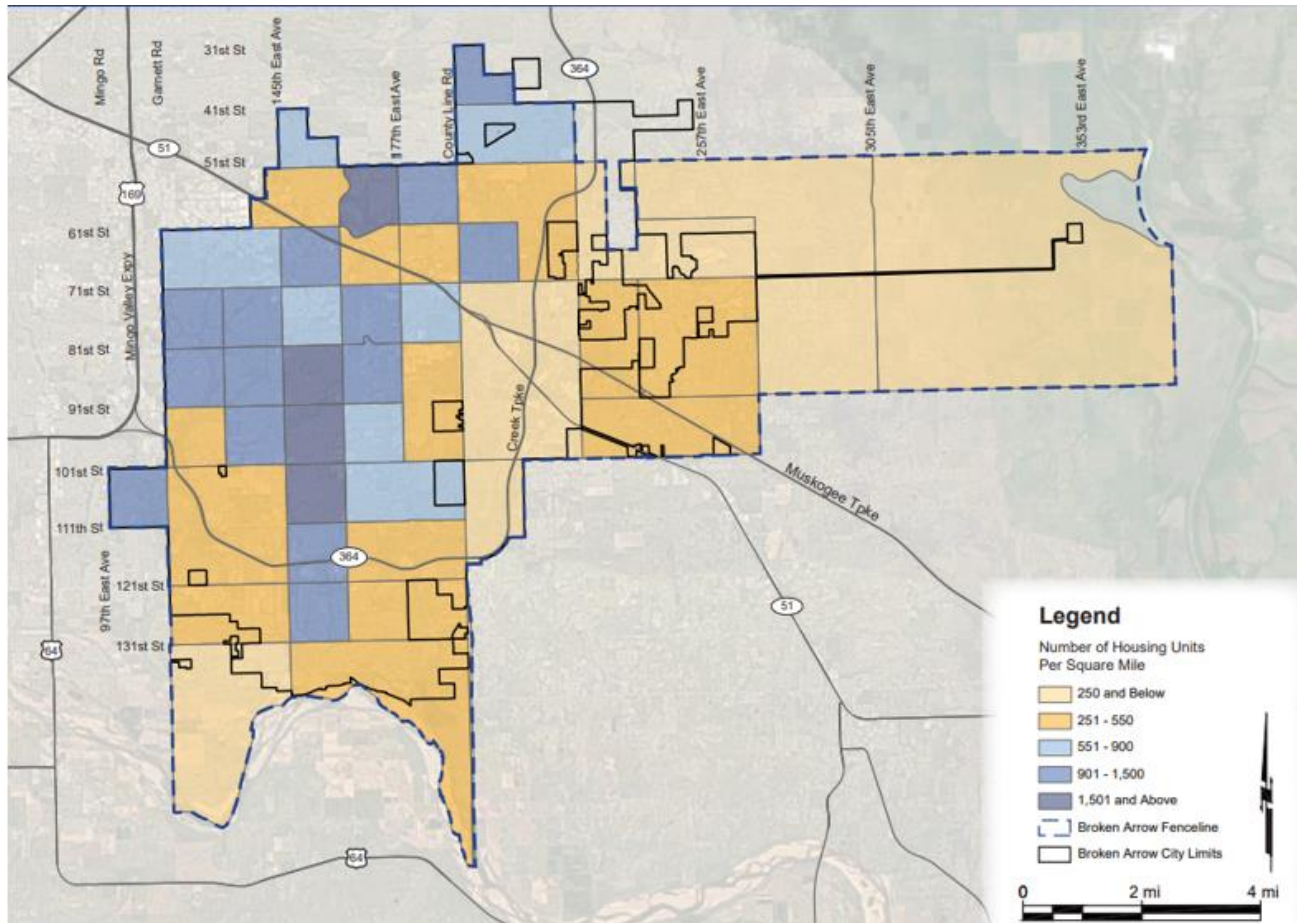 31st St
41st St
51st St
61st St
71st St
81st St
91st St
101st St
111th St
121st St
131st St
Mingo Rd
Garnett Rd
145th East Ave
177th East Ave
County Line Rd
257th East Ave
305th East Ave
353rd East Ave
97th East Ave
Mingo Valley Expy
Creek Tpke
Muskogee Tpke
364
51
169
364
51
64
64
Legend
Number of Housing Units
Per Square Mile
250 and Below
251 - 550
551 - 900
901 - 1,500
1,501 and Above
Broken Arrow Fenceline
Broken Arrow City Limits
0 2 mi 4 mi